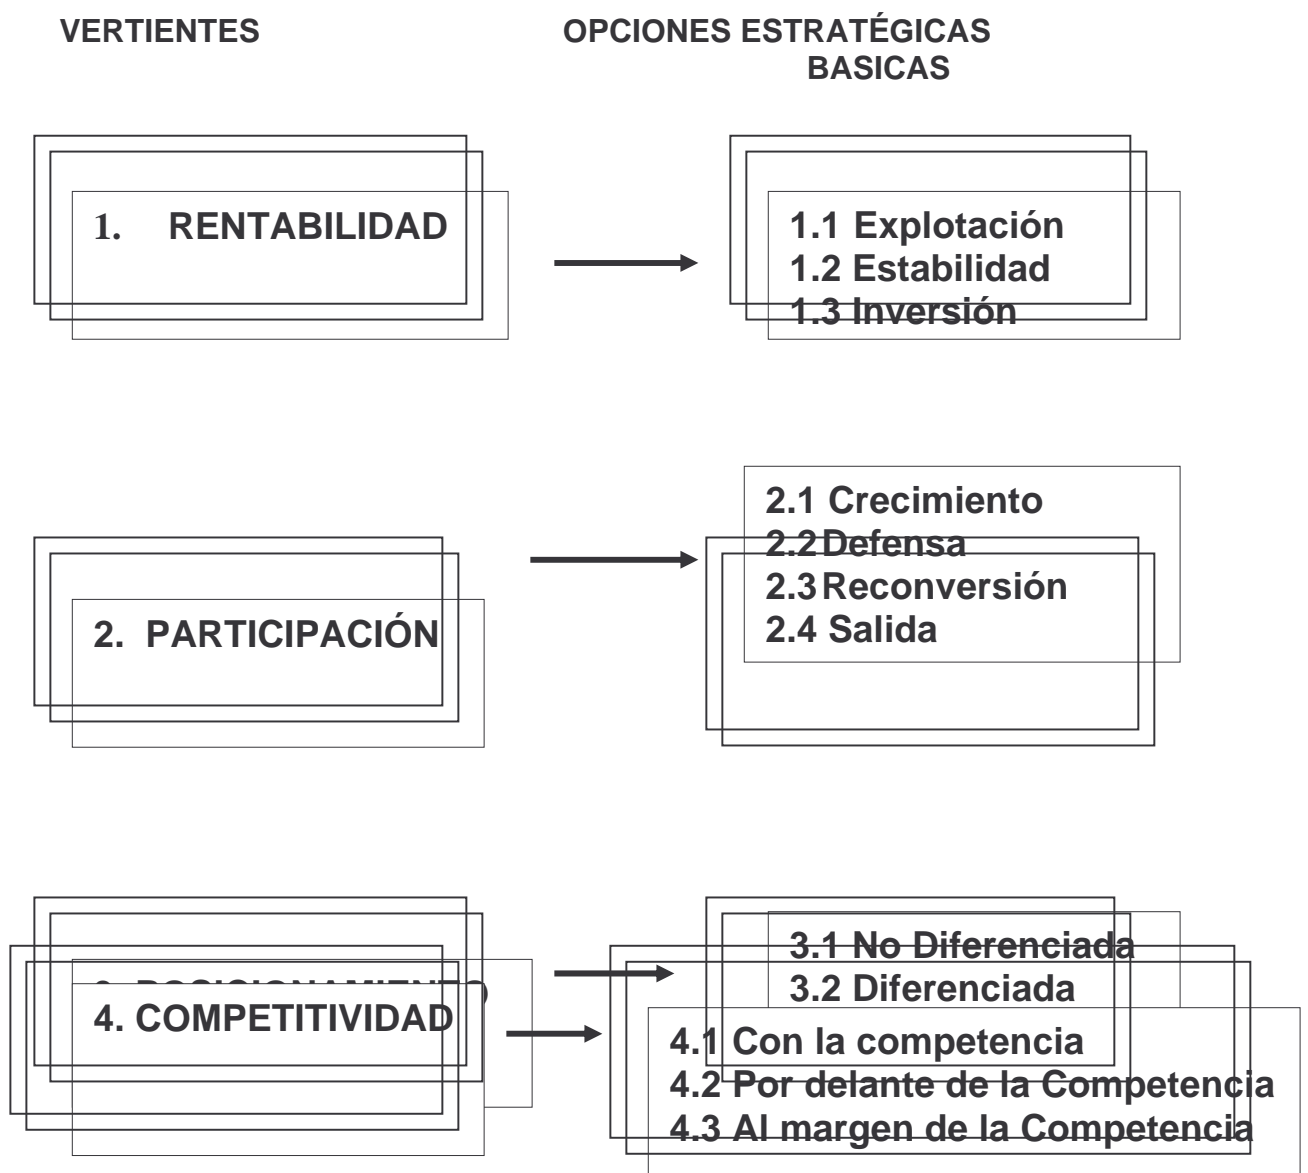 VERTIENTES
OPCIONES ESTRATÉGICAS
BASICAS
1. RENTABILIDAD
1.1 Explotación
1.2 Estabilidad
1.3 Inversión
2. PARTICIPACIÓN
2.1 Crecimiento
2.2 Defensa
2.3 Reconversión
2.4 Salida
POSICIONAMIENTO
3.1 No Diferenciada
3.2 Diferenciada
4. COMPETITIVIDAD
4.1 Con la competencia
4.2 Por delante de la Competencia
4.3 Al margen de la Competencia